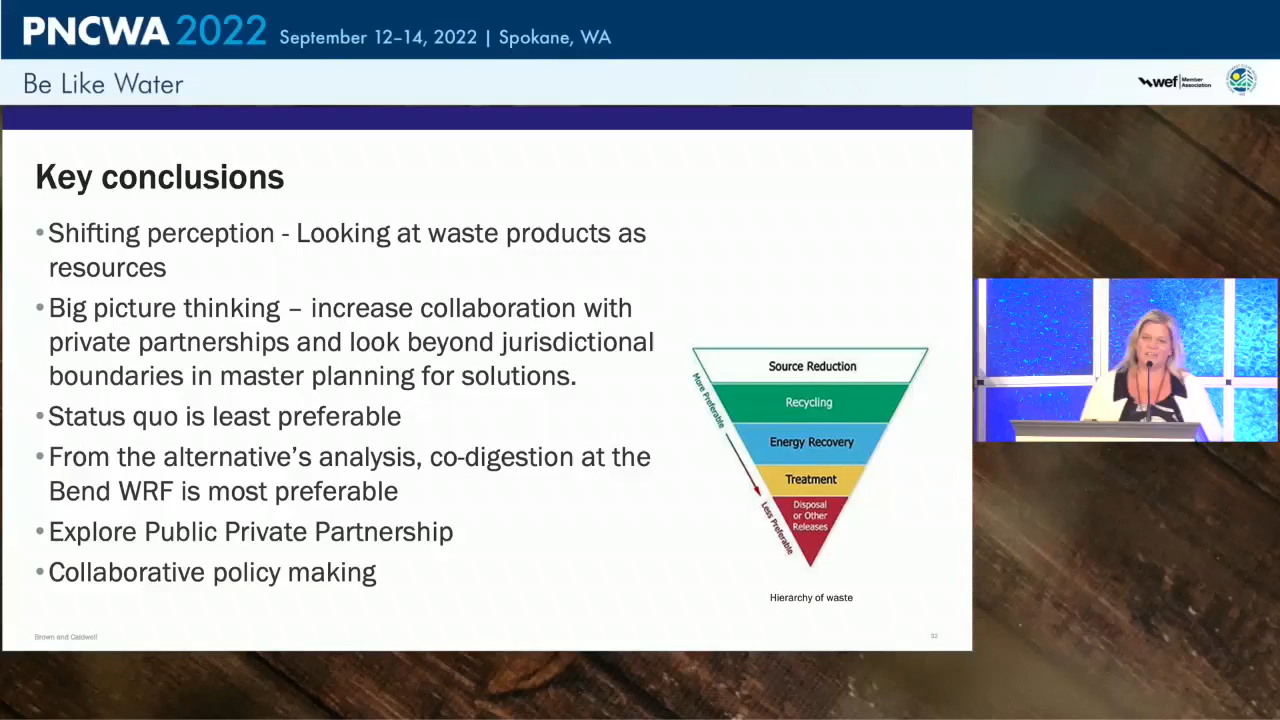 PNCWA 2022 September 12–14, 2022 | Spokane, WA
Be Like Water
wef Member
Association
Key conclusions
•Shifting perception - Looking at waste products as
resources
•Big picture thinking – increase collaboration with
private partnerships and look beyond jurisdictional
boundaries in master planning for solutions.
•Status quo is least preferable
•From the alternative’s analysis, co-digestion at the
Bend WRF is most preferable
•Explore Public Private Partnership
•Collaborative policy making
More Preferable
Less Preferable
Source Reduction
Recycling
Energy Recovery
Treatment
Disposal
or Other
Releases
Hierarchy of waste
Brown and Caldwell
32